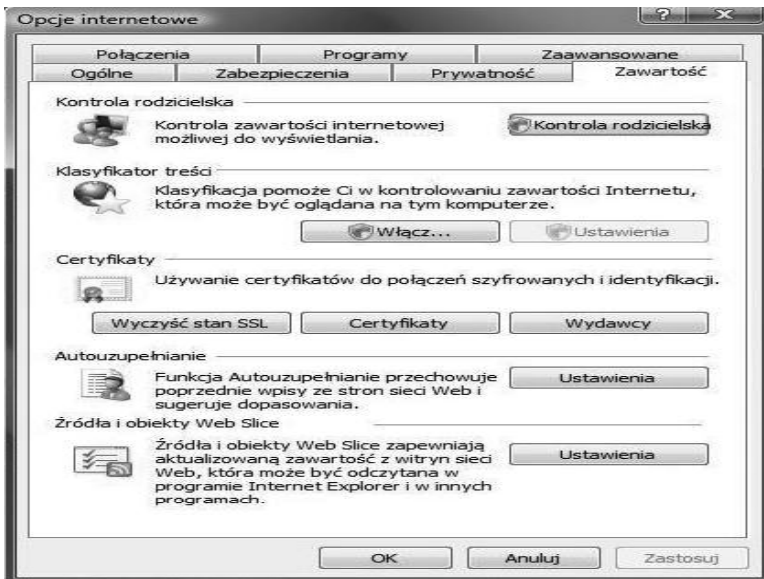 Opcje internetowe
Połączenia Programy Zaawansowane
Ogólne Zabezpieczenia Prywatność Zawartość
Kontrola rodzicielska
Kontrola zawartości internetowej
możliwej do wyświetlania.
Kontrola rodzicielska
Klasyfikator treści
Klasyfikacja pomoże Ci w kontrolowaniu zawartości Internetu,
która może być oglądana na tym komputerze.
Włącz... Ustawienia
Certyfikaty
Używanie certyfikatów do połączeń szyfrowanych i identyfikacji.
Wyczyść stan SSL Certyfikaty Wydawcy
Autouzupełnianie
Funkcja Autouzupełnianie przechowuje
poprzednie wpisy ze stron sieci Web i
sugeruje dopasowania.
Ustawienia
Źródła i obiekty Web Slice
Źródła i obiekty Web Slice zapewniają
aktualizowaną zawartość z witryn sieci
Web, która może być odczytana w
programie Internet Explorer i w innych
programach.
Ustawienia
OK Anuluj Zastosuj